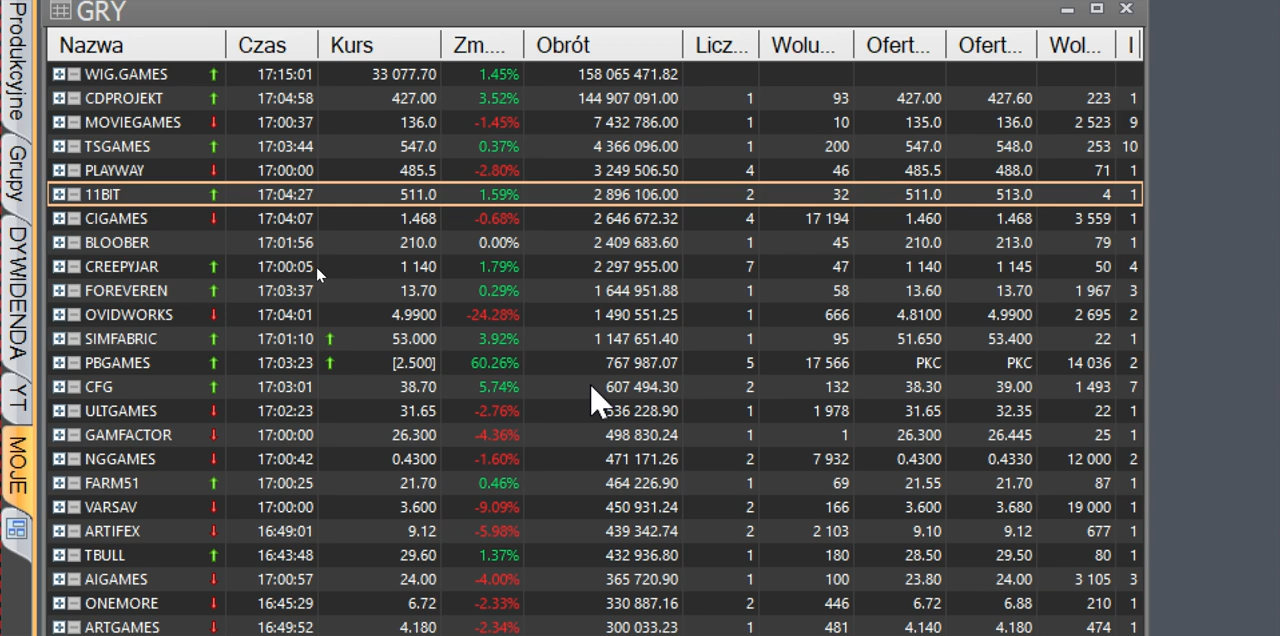 GRY
Nazwa Czas Kurs Zm.... Obrót Licz... Wolu... Ofert... Ofert... Wol... I
WIG.GAMES 17:15:01 33 077.70 1.45% 158 065 471.82
CDPROJEKT 17:04:58 427.00 3.52% 144 907 091.00 1 93 427.00 427.60 223 1
MOVIEGAMES 17:00:37 136.0 -1.45% 7 432 786.00 1 10 135.0 136.0 2 523 9
TSGAMES 17:03:44 547.0 0.37% 4 366 096.00 1 200 547.0 548.0 253 10
PLAYWAY 17:00:00 485.5 -2.80% 3 249 506.50 4 46 485.5 488.0 71 1
11BIT 17:04:27 511.0 1.59% 2 896 106.00 2 32 511.0 513.0 4 1
CIGAMES 17:04:07 1.468 -0.68% 2 646 672.32 4 17 194 1.460 1.468 3 559 1
BLOOBER 17:01:56 210.0 0.00% 2 409 683.60 1 45 210.0 213.0 79 1
CREEPYJAR 17:00:05 1 140 1.79% 2 297 955.00 7 47 1 140 1 145 50 4
FOREVEREN 17:03:37 13.70 0.29% 1 644 951.88 1 58 13.60 13.70 1 967 3
OVIDWORKS 17:04:01 4.9900 -24.28% 1 490 551.25 1 666 4.8100 4.9900 2 695 2
SIMFABRIC 17:01:10 53.000 3.92% 1 147 651.40 1 95 51.650 53.400 22 1
PBGAMES 17:03:23 [2.500] 60.26% 767 987.07 5 17 566 PKC PKC 14 036 2
CFG 17:03:01 38.70 5.74% 607 494.30 2 132 38.30 39.00 1 493 7
ULTGAMES 17:02:23 31.65 -2.76% 228.90 1 1 978 31.65 32.35 22 1
GAMFACTOR 17:00:00 26.300 -4.36% 498 830.24 1 1 26.300 26.445 25 1
NGGAMES 17:00:42 0.4300 -1.60% 471 171.26 2 7 932 0.4300 0.4330 12 000 2
FARM51 17:00:25 21.70 0.46% 464 226.90 1 69 21.55 21.70 87 1
VARSAV 17:00:00 3.600 -9.09% 450 931.24 2 166 3.600 3.680 19 000 1
ARTIFEX 16:49:01 9.12 -5.98% 439 342.74 2 2 103 9.10 9.12 677 1
TBULL 16:43:48 29.60 1.37% 432 936.80 1 180 28.50 29.50 80 1
AIGAMES 17:00:57 24.00 -4.00% 365 720.90 1 100 23.80 24.00 3 105 3
ONEMORE 16:45:29 6.72 -2.33% 330 887.16 2 446 6.72 6.88 210 1
ARTGAMES 16:49:52 4.180 -2.34% 300 033.23 1 481 4.140 4.180 474 1
Produkcyjne
Grupy
DYWIDENDA
YT
MOJE